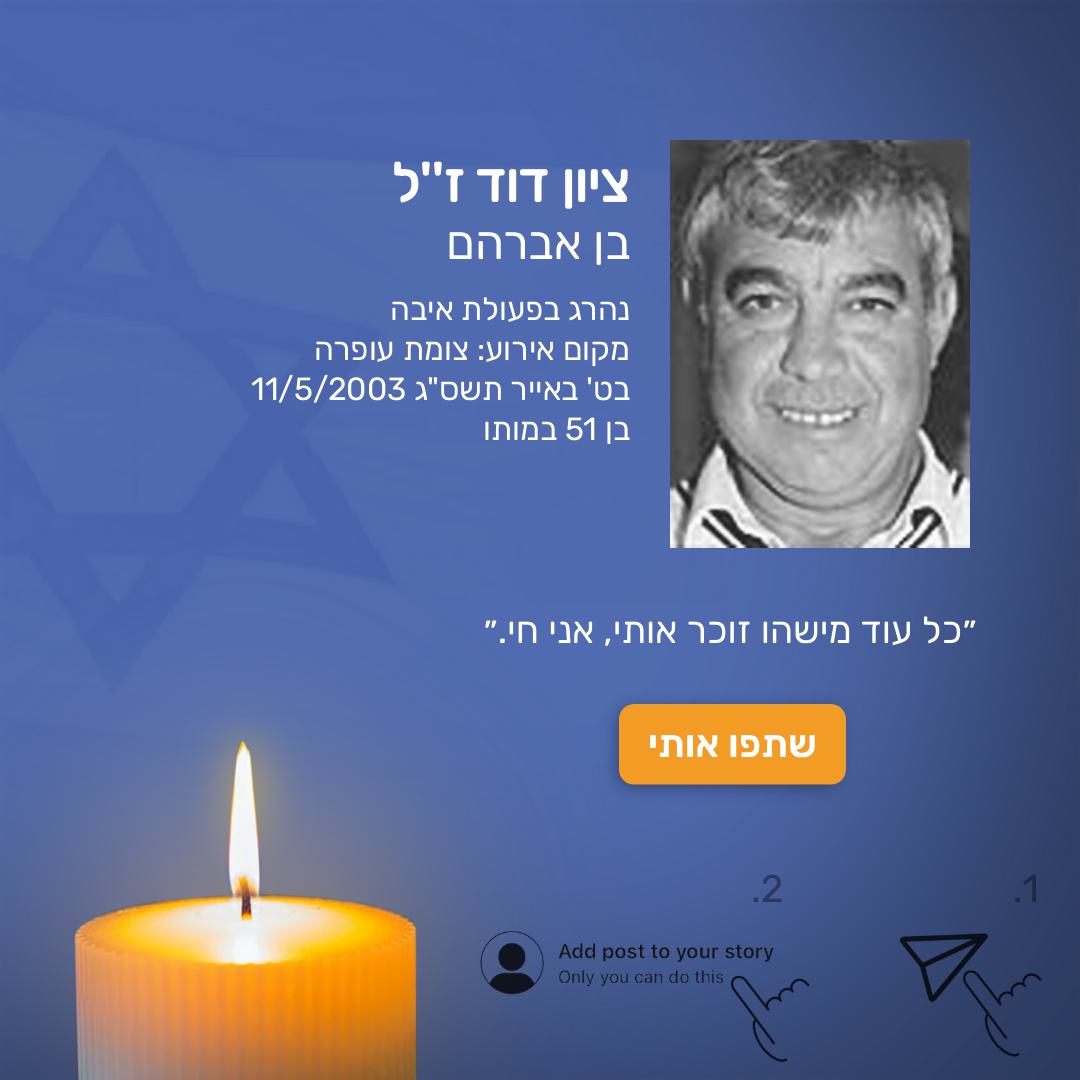 ציון דוד ז"ל
בן אברהם
נהרג בפעולת איבה
מקום אירוע: צומת עופרה
בט' באייר תשס"ג 11/5/2003
בן 51 במותו
״כל עוד מישהו זוכר אותי, אני חי.״
שתפו אותי
.1
.2
Add post to your story
Only you can do this